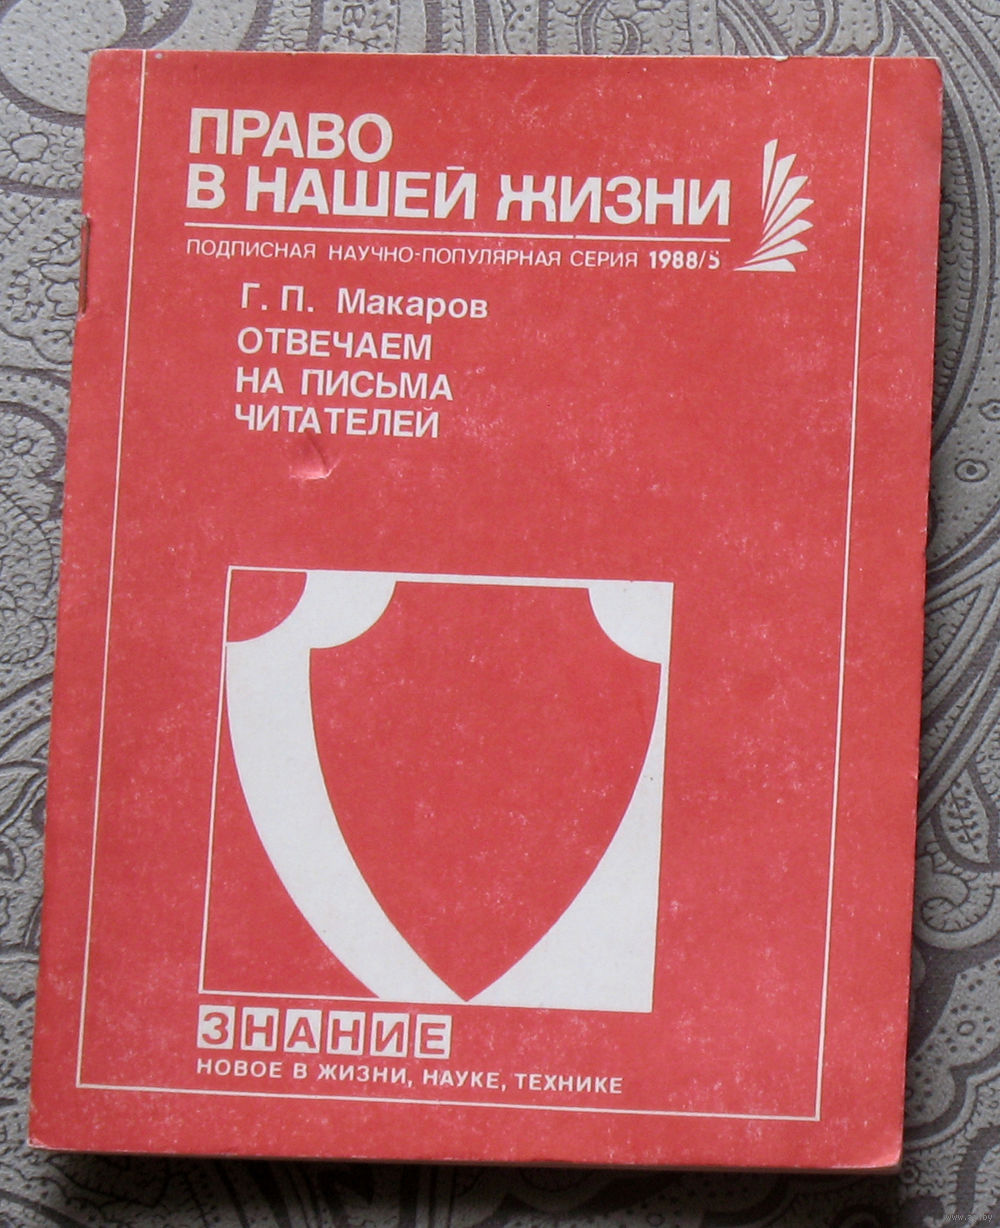 ПРАВО
В НАШЕЙ ЖИЗНИ
ПОДПИСНАЯ НАУЧНО-ПОПУЛЯРНАЯ СЕРИЯ 1988/5
Г. П. Макаров
ОТВЕЧАЕМ
НА ПИСЬМА
ЧИТАТЕЛЕЙ
ЗНАНИЕ
НОВОЕ В ЖИЗНИ, НАУКЕ, ТЕХНИКЕ